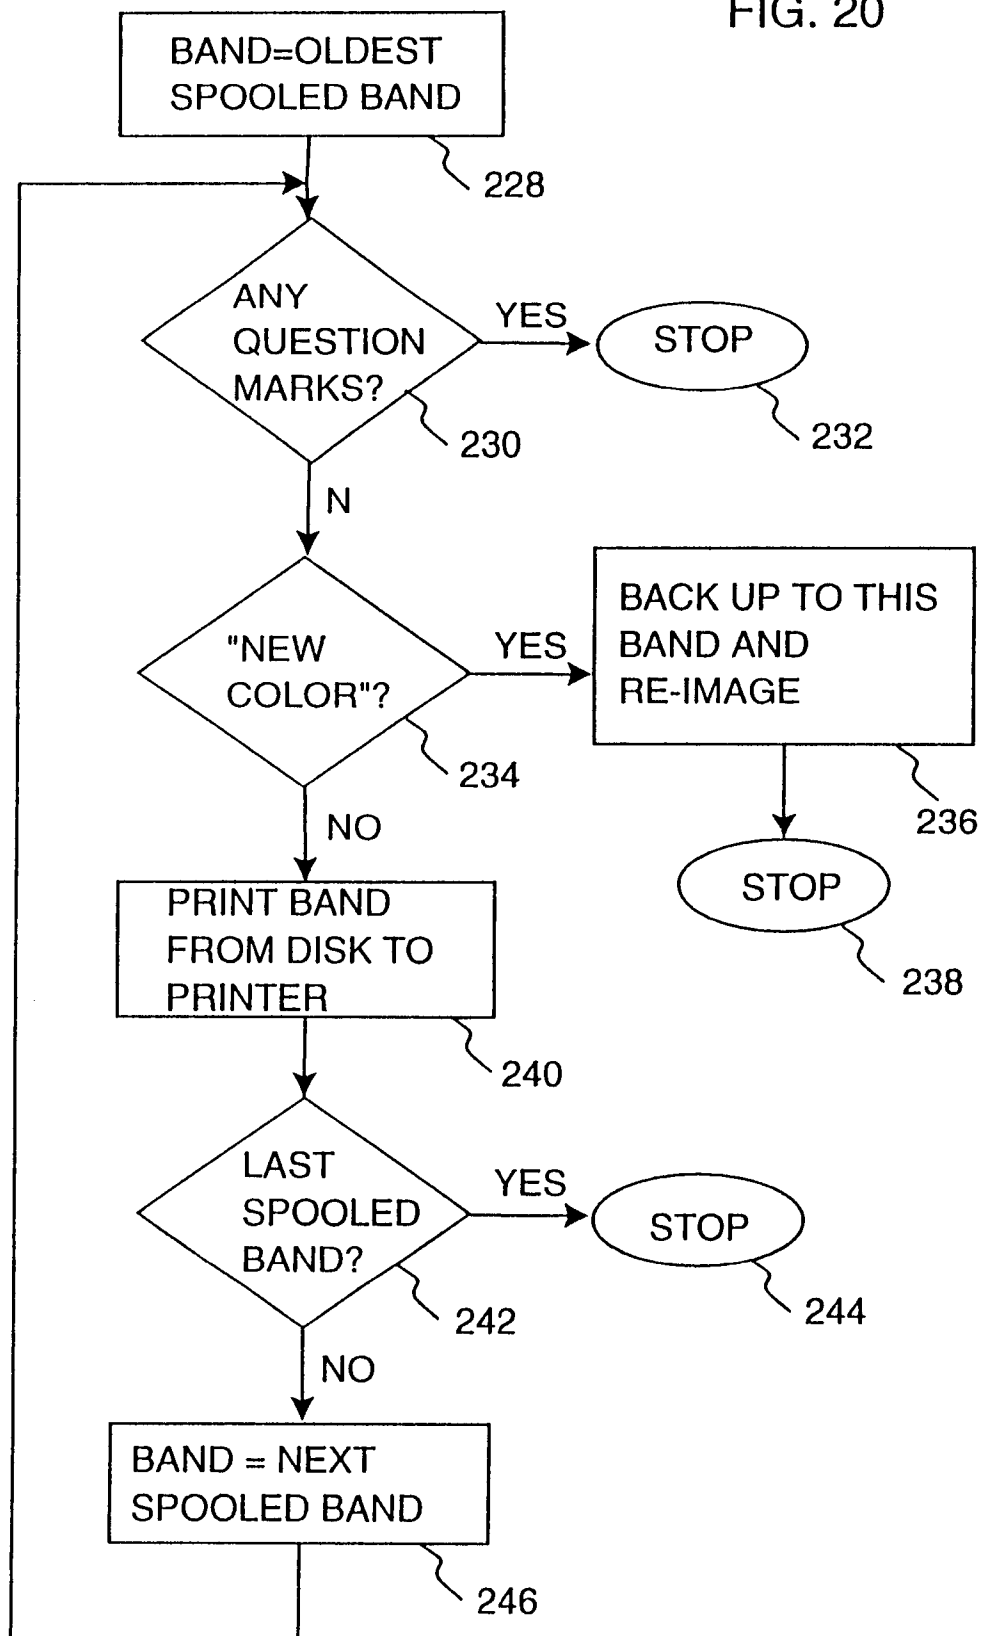 FIG. 20
BAND=OLDEST
SPOOLED BAND
228
ANY
QUESTION
MARKS?
YES
STOP
230
232
N
"NEW
COLOR"?
YES
BACK UP TO THIS
BAND AND
RE-IMAGE
234
236
NO
STOP
238
PRINT BAND
FROM DISK TO
PRINTER
240
LAST
SPOOLED
BAND?
YES
STOP
242
244
NO
BAND = NEXT
SPOOLED BAND
246